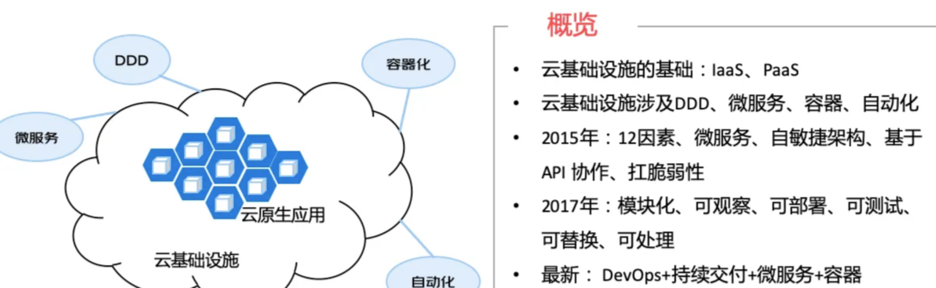 概览
DDD
容器化
微服务
云原生应用
云基础设施
自动化
• 云基础设施的基础：IaaS、PaaS
• 云基础设施涉及DDD、微服务、容器、自动化
• 2015年：12因素、微服务、自敏捷架构、基于
API 协作、扛脆弱性
• 2017年：模块化、可观察、可部署、可测试、
可替换、可处理
• 最新： DevOps+持续交付+微服务+容器